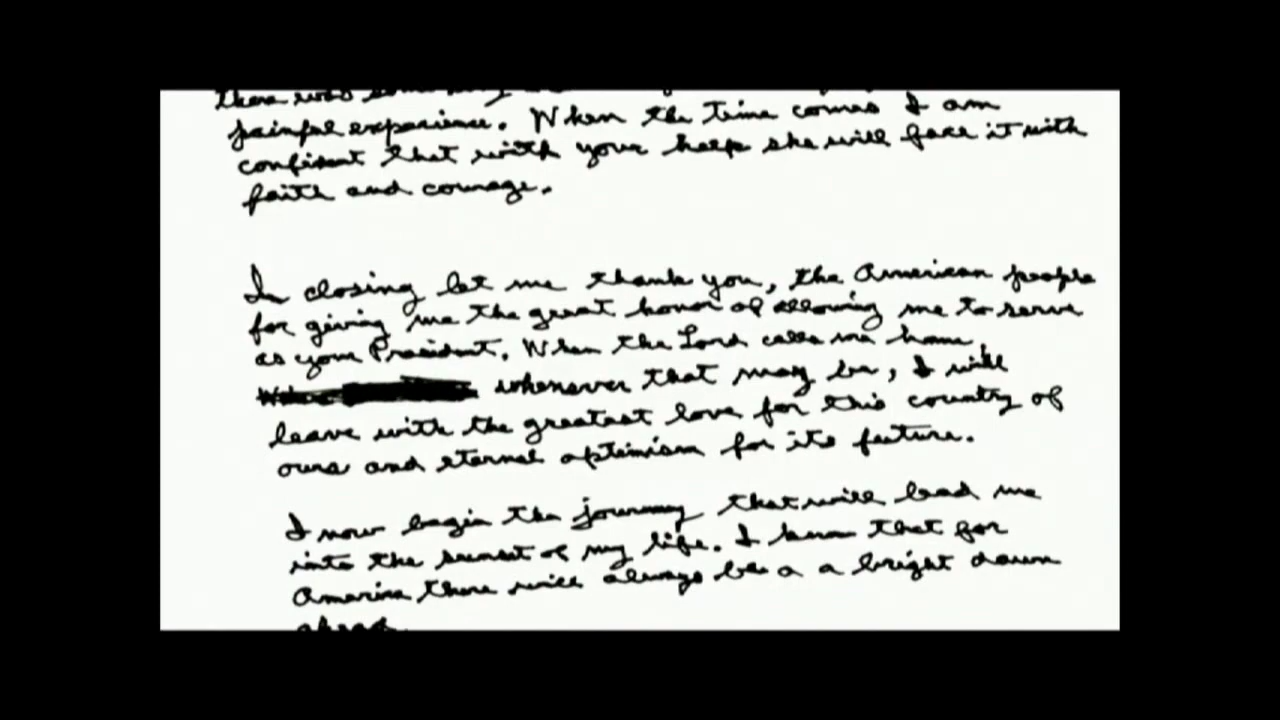 there was some
painful experience. When the time comes I am
confident that with your help she will face it with
faith and courage.
In closing let me thank you, the American people
for giving me the great honor of allowing me to serve
as your President. When the Lord calls me home,
whenever that may be, I will
leave with the greatest love for this country of
ours and eternal optimism for its future.
I now begin the journey that will lead me
into the sunset of my life. I know that for
America there will always be a a bright dawn
ahead.